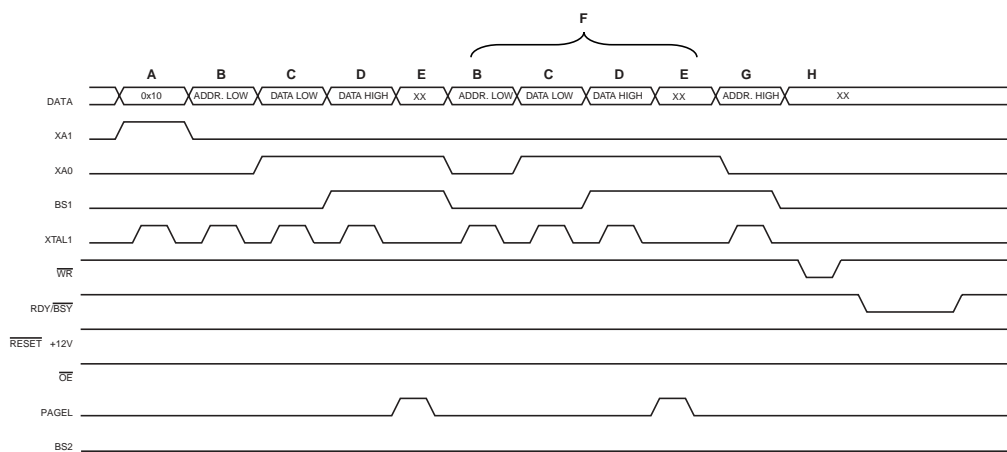 F
A B C D E B C D E G H
DATA 0x10 ADDR. LOW DATA LOW DATA HIGH XX ADDR. LOW DATA LOW DATA HIGH XX ADDR. HIGH XX
XA1
XA0
BS1
XTAL1
WR
RDY/BSY
RESET +12V
OE
PAGEL
BS2